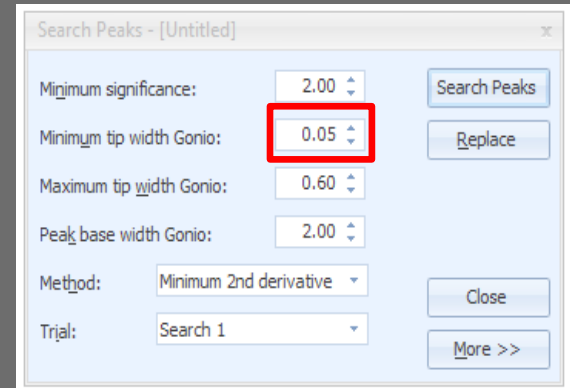 Search Peaks - [Untitled] x
Minimum significance: 2.00 Search Peaks
Minimum tip width Gonio: 0.05 Replace
Maximum tip width Gonio: 0.60
Peak base width Gonio: 2.00
Method: Minimum 2nd derivative Close
Trial: Search 1 More >>